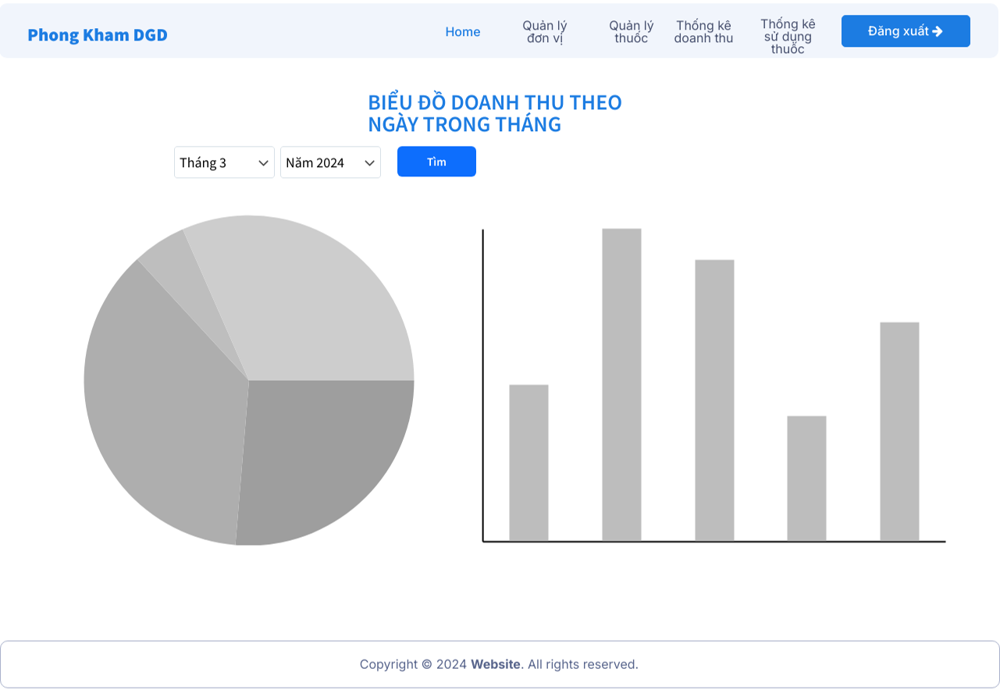 Phong Kham DGD
Home
Quản lý
đơn vị
Quản lý
thuốc
Thống kê
doanh thu
Thống kê
sử dụng
thuốc
Đăng xuất
BIỂU ĐỒ DOANH THU THEO
NGÀY TRONG THÁNG
Tháng 3
Năm 2024
Tìm
Copyright © 2024 Website. All rights reserved.